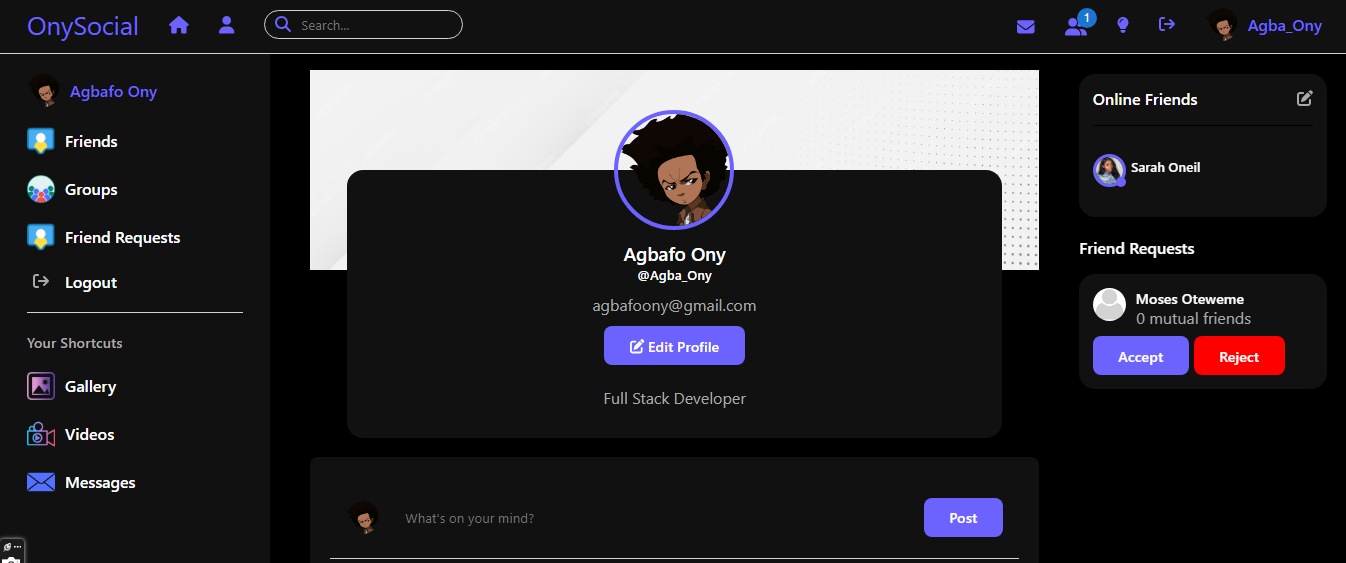 OnySocial
Search...
1
Agba_Ony
Agbafo Ony
Friends
Groups
Friend Requests
Logout
Your Shortcuts
Gallery
Videos
Messages
Agbafo Ony
@Agba_Ony
agbafoony@gmail.com
Edit Profile
Full Stack Developer
What's on your mind?
Post
Online Friends
Sarah Oneil
Friend Requests
Moses Oteweme
0 mutual friends
Accept
Reject